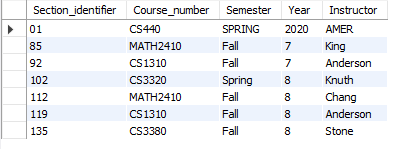 Section_identifier Course_number Semester Year Instructor
01 CS440 SPRING 2020 AMER
85 MATH2410 Fall 7 King
92 CS1310 Fall 7 Anderson
102 CS3320 Spring 8 Knuth
112 MATH2410 Fall 8 Chang
119 CS1310 Fall 8 Anderson
135 CS3380 Fall 8 Stone